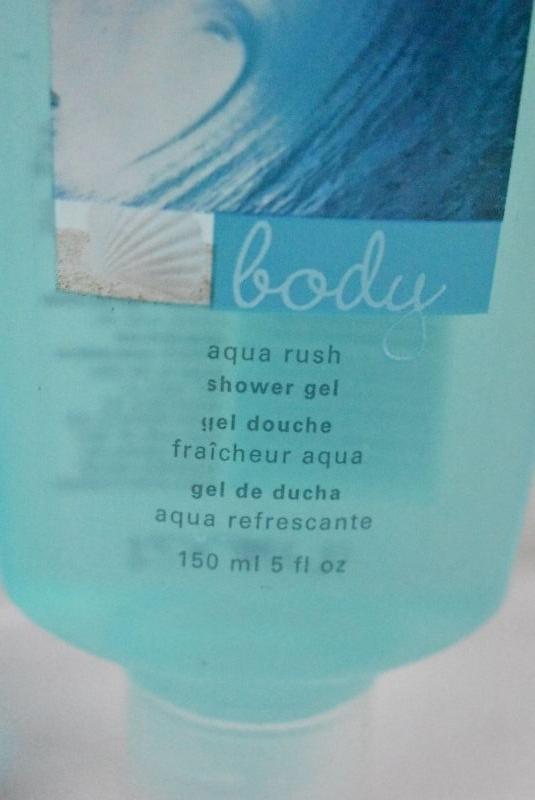 body
aqua rush
shower gel
gel douche
fraîcheur aqua
gel de ducha
aqua refrescante
150 ml 5 fl oz